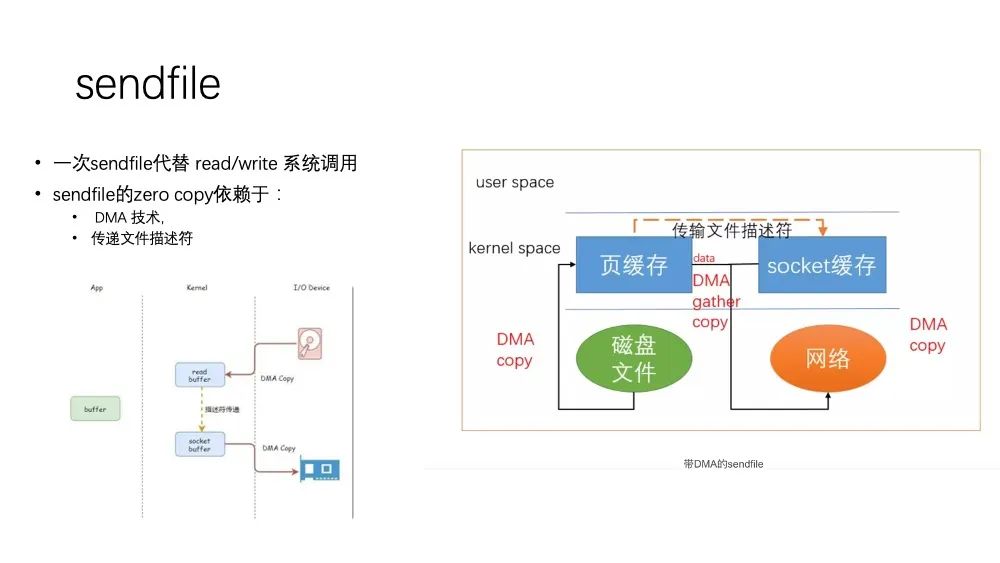 sendfile
• 一次sendfile代替 read/write 系统调用
• sendfile的zero copy依赖于：
• DMA 技术,
• 传递文件描述符
App Kernel I/O Device
read
buffer
DMA Copy
buffer
描述符传递
socket
buffer
DMA Copy
user space
kernel space
传输文件描述符
页缓存
data
socket缓存
DMA
gather
copy
DMA
copy
磁盘
文件
网络
DMA
copy
带DMA的sendfile